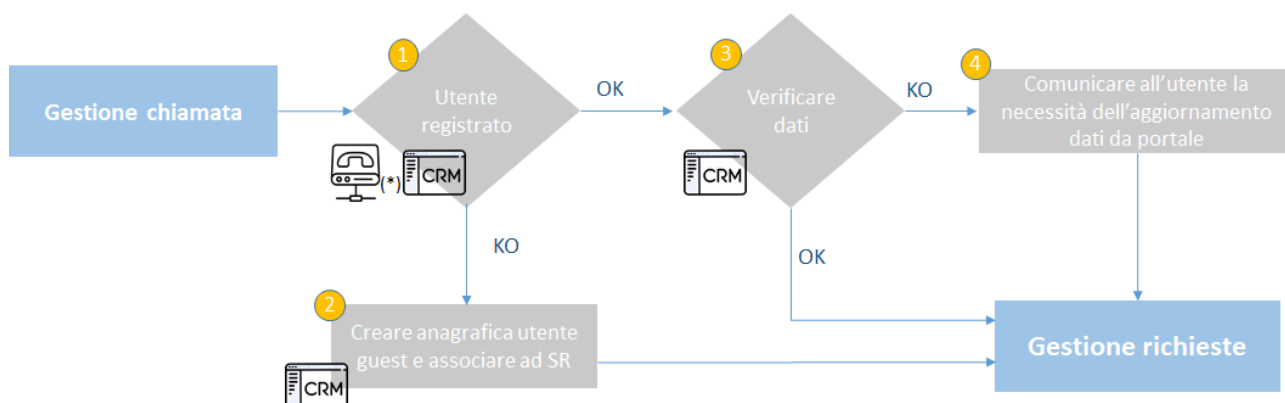 Gestione chiamata
1
Utente
registrato
(*)
CRM
OK
3
Verificare
dati
CRM
KO
4
Comunicare all'utente la
necessità dell'aggiornamento
dati da portale
KO
OK
2
Creare anagrafica utente
guest e associare ad SR
CRM
Gestione richieste